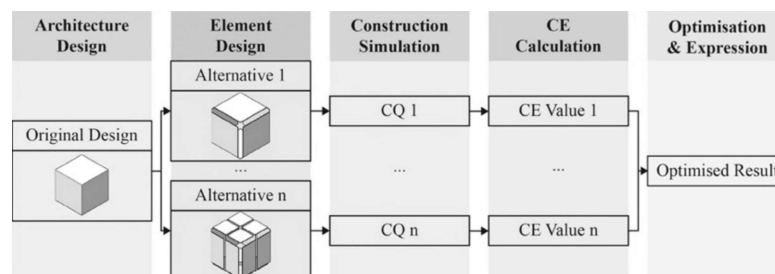 Architecture
Design
Element
Design
Construction
Simulation
CE
Calculation
Optimisation
& Expression
Original Design
Alternative 1
...
Alternative n
CQ 1
...
CQ n
CE Value 1
...
CE Value n
Optimised Result